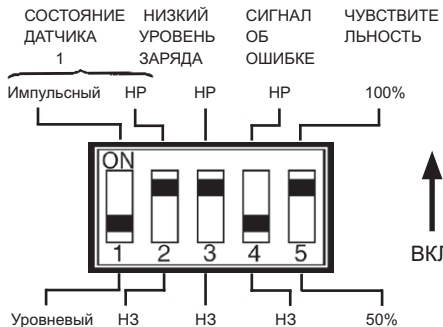 СОСТОЯНИЕ ДАТЧИКА 1
НИЗКИЙ УРОВЕНЬ ЗАРЯДА
СИГНАЛ ОБ ОШИБКЕ
ЧУВСТВИТЕ ЛЬНОСТЬ
Импульсный НР НР НР 100%
ON
1 2 3 4 5
ВКЛ
Уровневый НЗ НЗ НЗ 50%